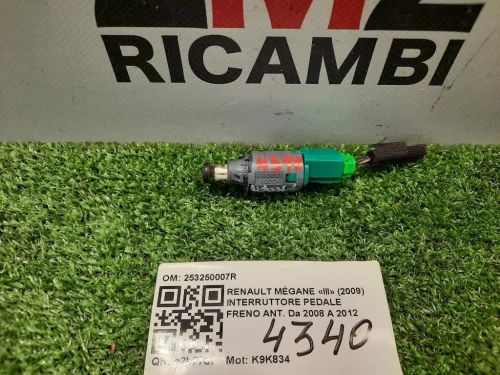 RICAMBI
OM: 253250007R
RENAULT MÉGANE «III» (2009)
INTERRUTTORE PEDALE
FRENO ANT. Da 2008 A 2012
4340
Mot: K9K834